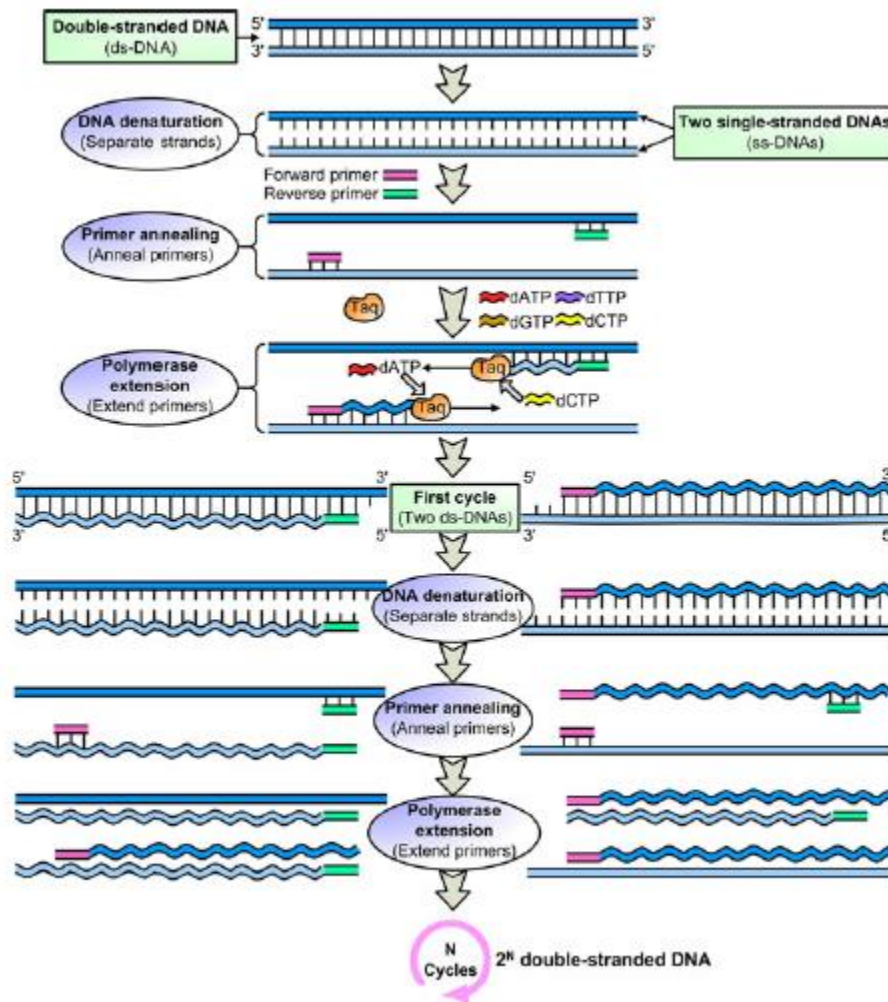 Double-stranded DNA
(ds-DNA)
5' 3'
3' 5'
DNA denaturation
(Separate strands)
Two single-stranded DNAs
(ss-DNAs)
Forward primer
Reverse primer
Primer annealing
(Anneal primers)
Taq
dATP dTTP
dGTP dCTP
Polymerase
extension
(Extend primers)
dATP Taq
Taq dCTP
5' 3' 5' 3'
First cycle
(Two ds-DNAs)
3' 5' 3' 5'
DNA denaturation
(Separate strands)
Primer annealing
(Anneal primers)
Polymerase
extension
(Extend primers)
N
Cycles
2ᴺ double-stranded DNA